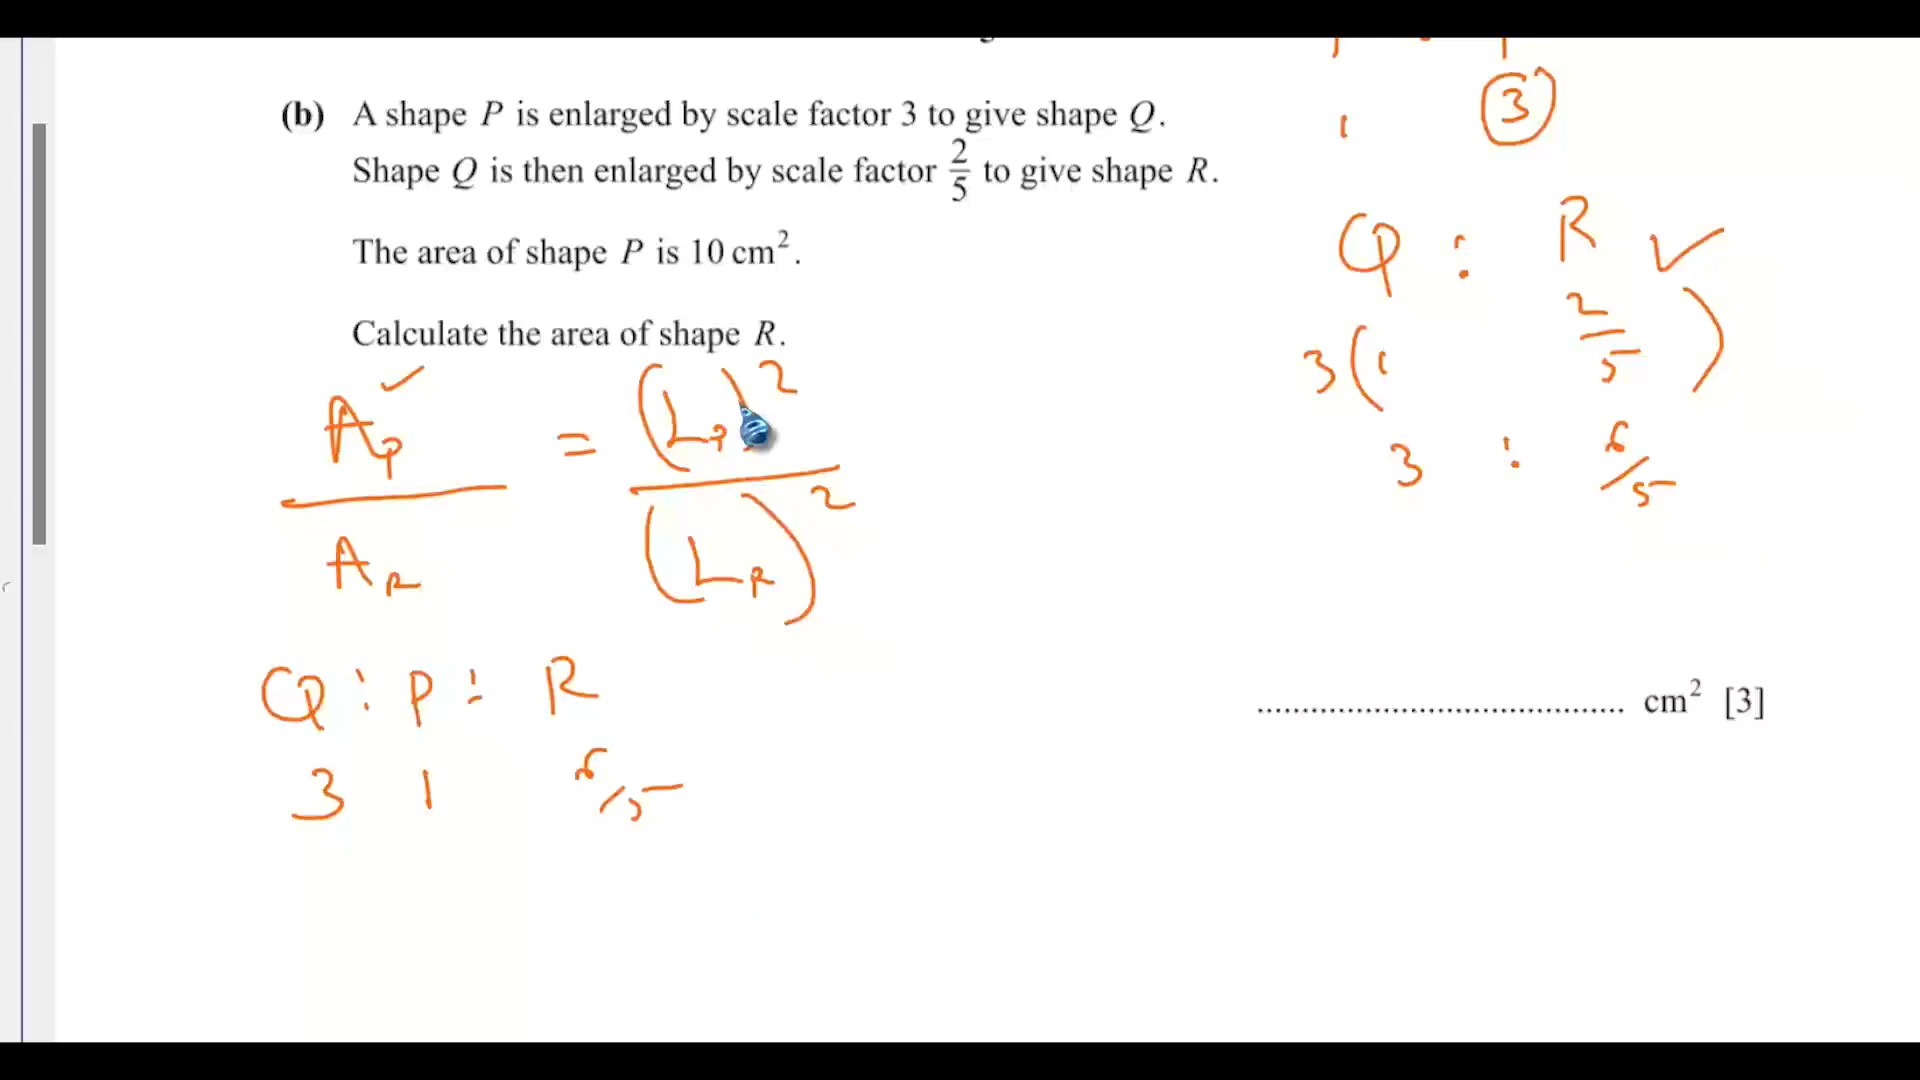 (b) A shape P is enlarged by scale factor 3 to give shape Q.
Shape Q is then enlarged by scale factor 2/5 to give shape R.
The area of shape P is 10 cm².
Calculate the area of shape R.
1 3
Q : R ✓
3 ( 1 2/5 )
3 : 6/5
A_P ✓ / A_R = (L_P)² / (L_R)²
Q : P : R
3 1 6/5
........................................ cm² [3]